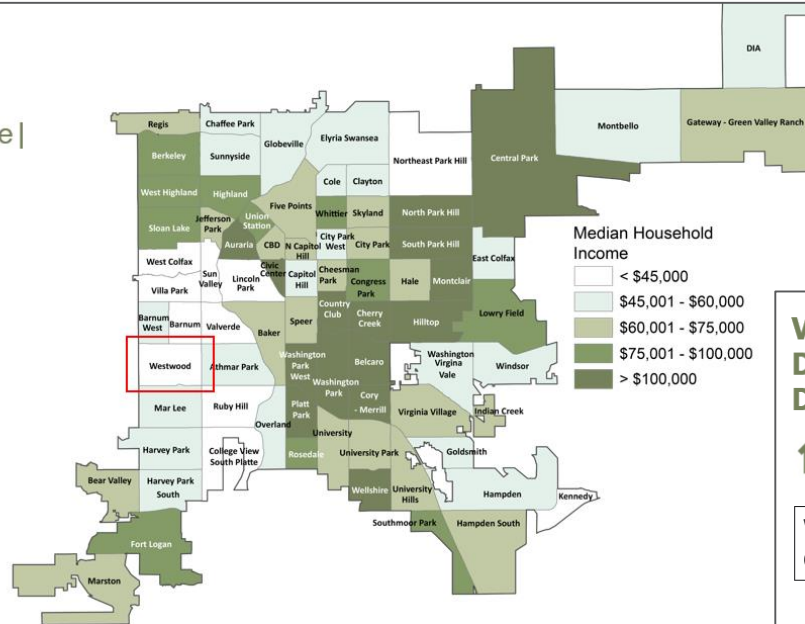 DIA
Regis
Chaffee Park
Globeville
Elyria Swansea
Montbello
Gateway - Green Valley Ranch
e|
Berkeley
Sunnyside
Northeast Park Hill
Central Park
Cole
Clayton
West Highland
Highland
Five Points
Whittier
Skyland
North Park Hill
Sloan Lake
Jefferson
Park
Union
Station
Auraria
CBD
N Capitol
Hill
City Park
West
City Park
South Park Hill
East Colfax
West Colfax
Sun
Valley
Lincoln
Park
Civic
Center
Capitol
Hill
Cheesman
Park
Congress
Park
Hale
Montclair
Villa Park
Barnum
West
Barnum
Valverde
Baker
Speer
Country
Club
Cherry
Creek
Hilltop
Lowry Field
Westwood
Athmar Park
Washington
Park
West
Washington
Park
Belcaro
Washington
Virgina
Vale
Windsor
Mar Lee
Ruby Hill
Overland
Platt
Park
Cory
- Merrill
Virginia Village
Indian Creek
Harvey Park
College View
South Platte
Rosedale
University
University Park
Goldsmith
Bear Valley
Harvey Park
South
Wellshire
University
Hills
Hampden
Kennedy
Southmoor Park
Hampden South
Fort Logan
Marston
Median Household
Income
< $45,000
$45,001 - $60,000
$60,001 - $75,000
$75,001 - $100,000
> $100,000
D
D